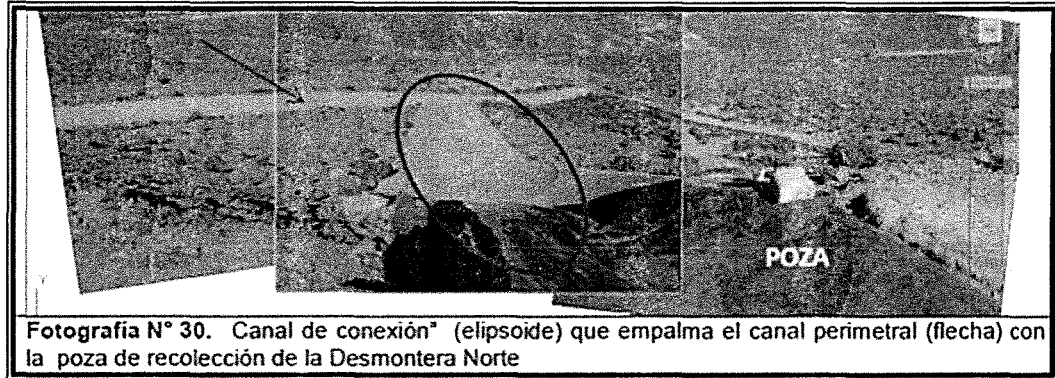 POZA
Fotografía N° 30. Canal de conexiónª (elipsoide) que empalma el canal perimetral (flecha) con
la poza de recolección de la Desmontera Norte